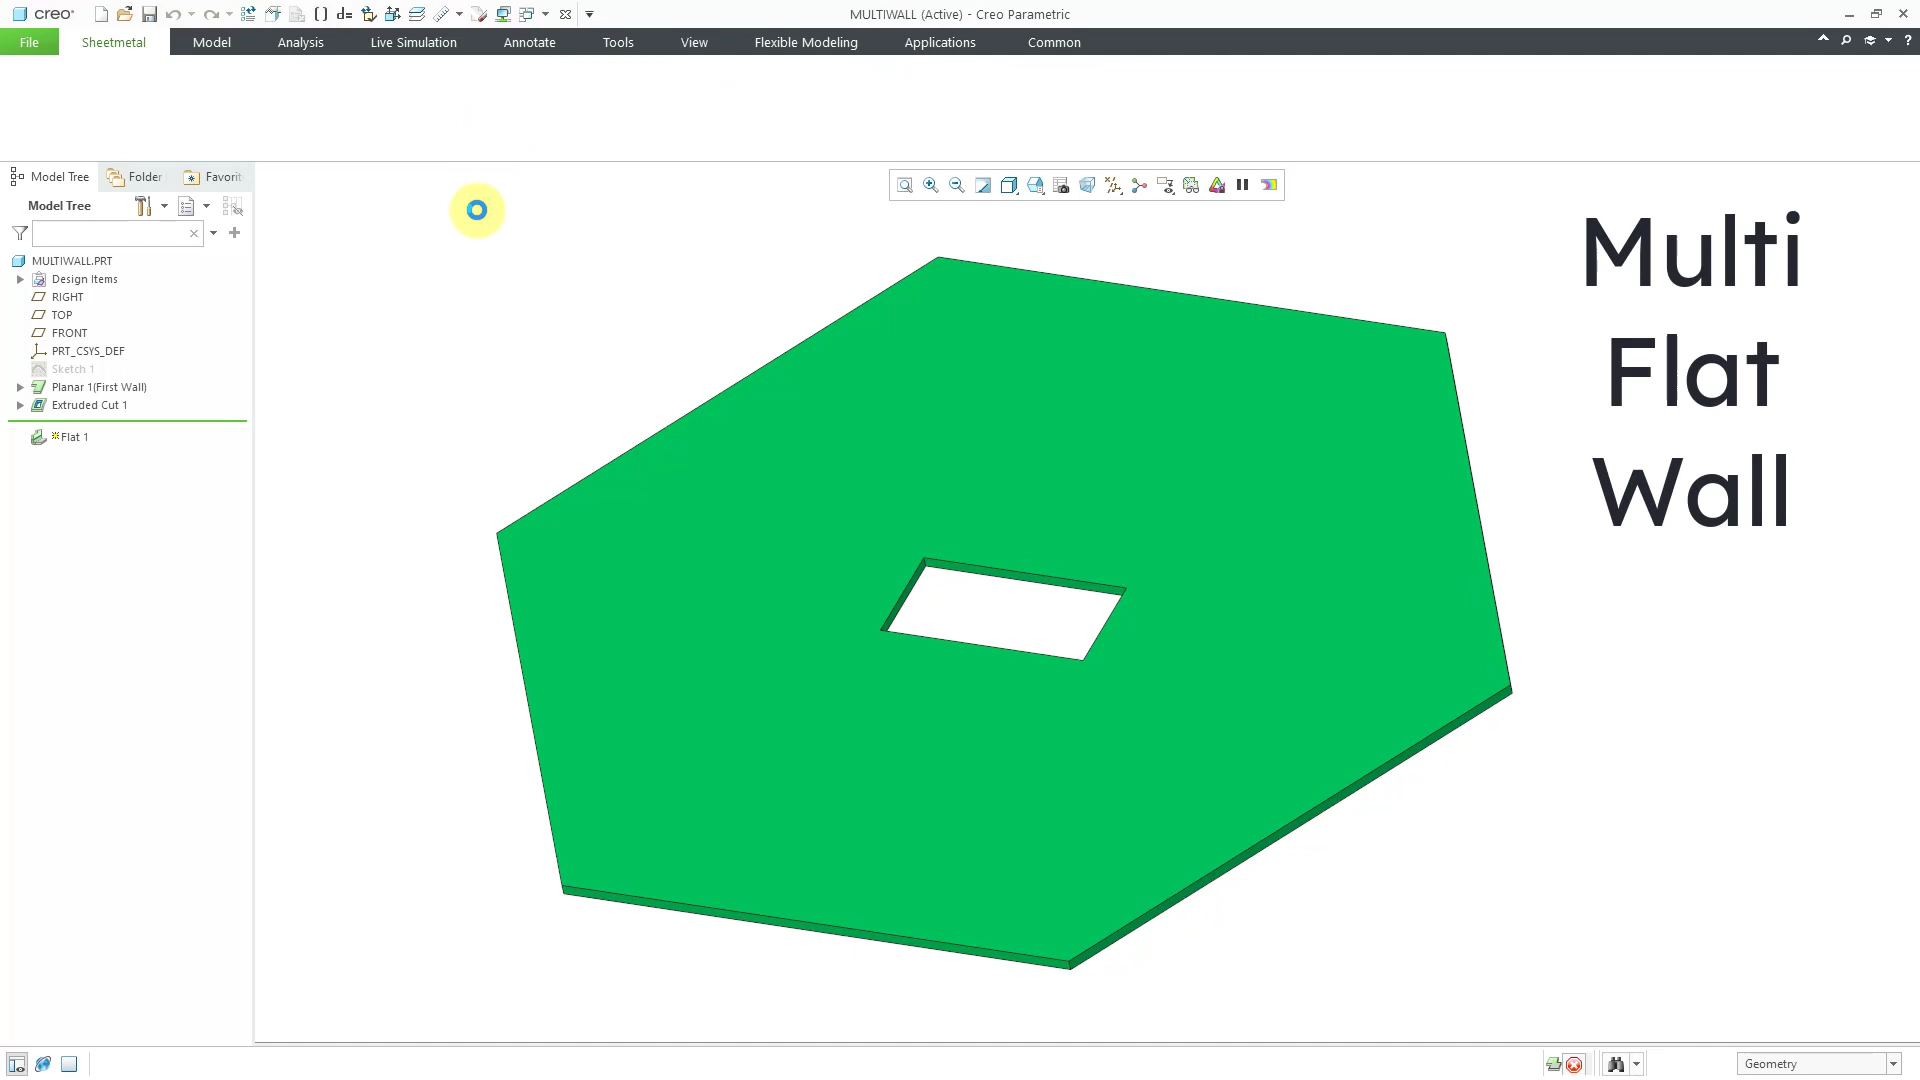 creo
d=
MULTIWALL (Active) - Creo Parametric
File
Sheetmetal
Model
Analysis
Live Simulation
Annotate
Tools
View
Flexible Modeling
Applications
Common
?
Model Tree
Folder
Favorit
Model Tree
MULTIWALL.PRT
Design Items
RIGHT
TOP
FRONT
PRT_CSYS_DEF
Sketch 1
Planar 1(First Wall)
Extruded Cut 1
Flat 1
Multi
Flat
Wall
Geometry